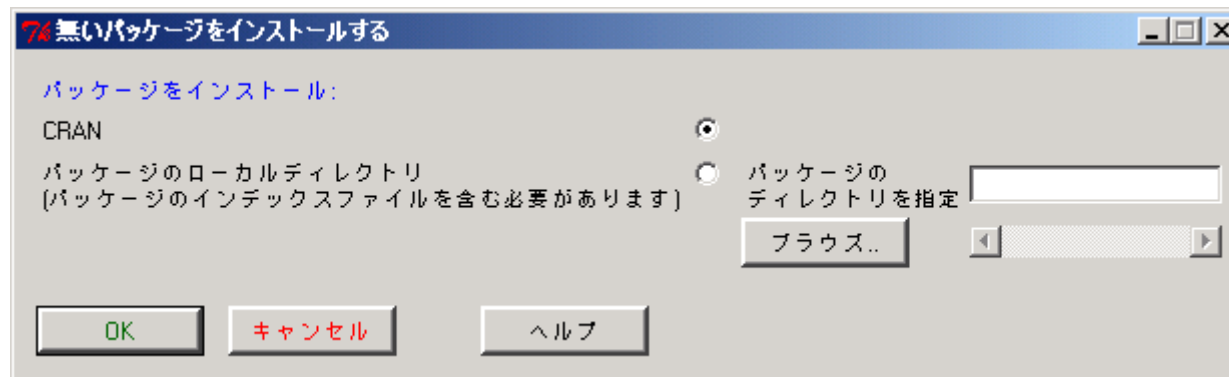 無いパッケージをインストールする
パッケージをインストール:
CRAN
パッケージのローカルディレクトリ
(パッケージのインデックスファイルを含む必要があります)
パッケージの
ディレクトリを指定
ブラウズ..
OK
キャンセル
ヘルプ